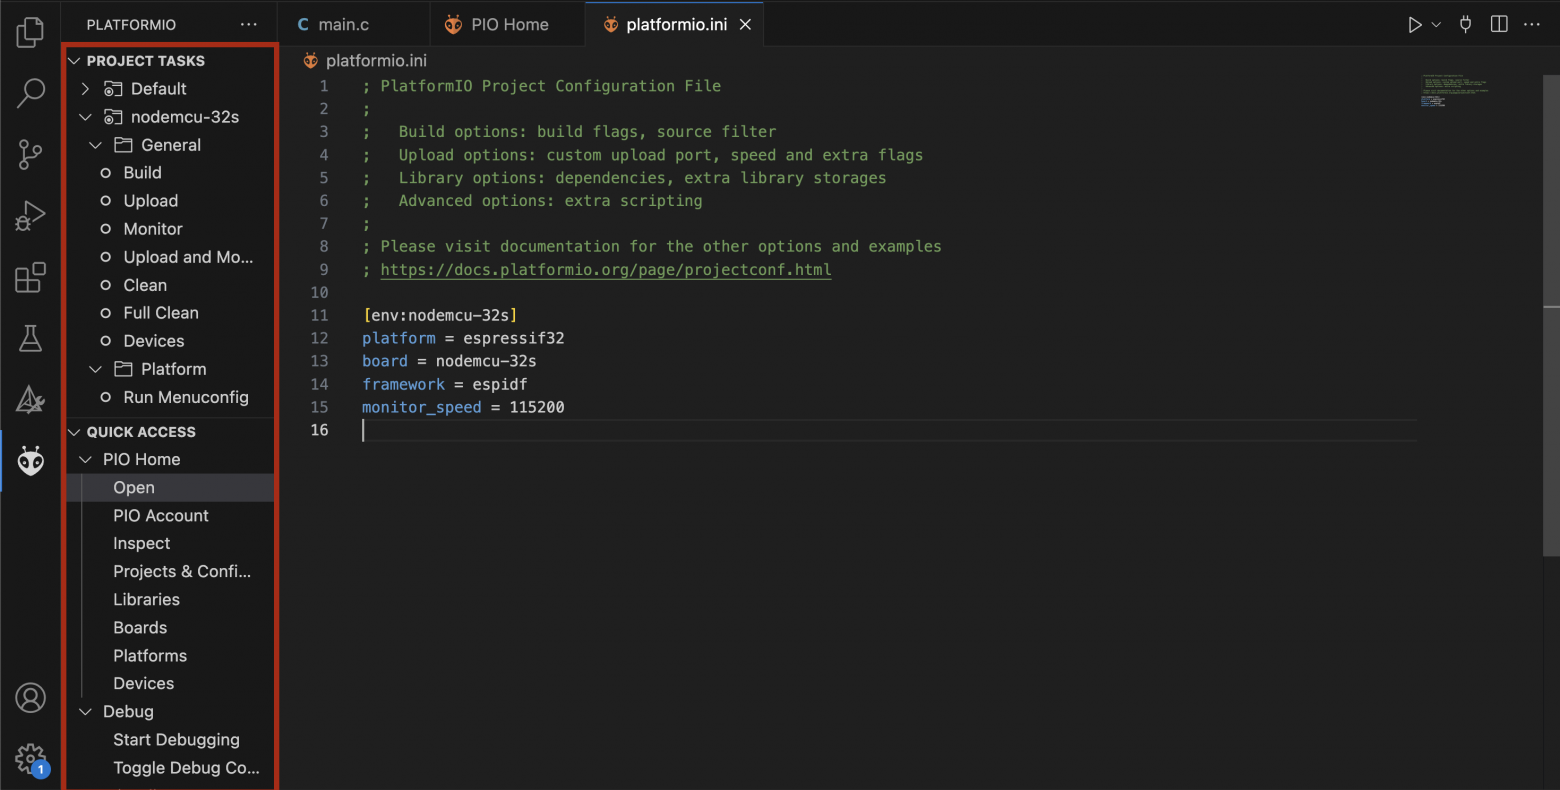 PLATFORMIO
PROJECT TASKS
Default
nodemcu-32s
General
Build
Upload
Monitor
Upload and Mo...
Clean
Full Clean
Devices
Platform
Run Menuconfig
QUICK ACCESS
PIO Home
Open
PIO Account
Inspect
Projects & Confi...
Libraries
Boards
Platforms
Devices
Debug
Start Debugging
Toggle Debug Co...
1
C main.c
PIO Home
platformio.ini
platformio.ini
1 ; PlatformIO Project Configuration File
2 ;
3 ;   Build options: build flags, source filter
4 ;   Upload options: custom upload port, speed and extra flags
5 ;   Library options: dependencies, extra library storages
6 ;   Advanced options: extra scripting
7 ;
8 ; Please visit documentation for the other options and examples
9 ; https://docs.platformio.org/page/projectconf.html
10
11 [env:nodemcu-32s]
12 platform = espressif32
13 board = nodemcu-32s
14 framework = espidf
15 monitor_speed = 115200
16